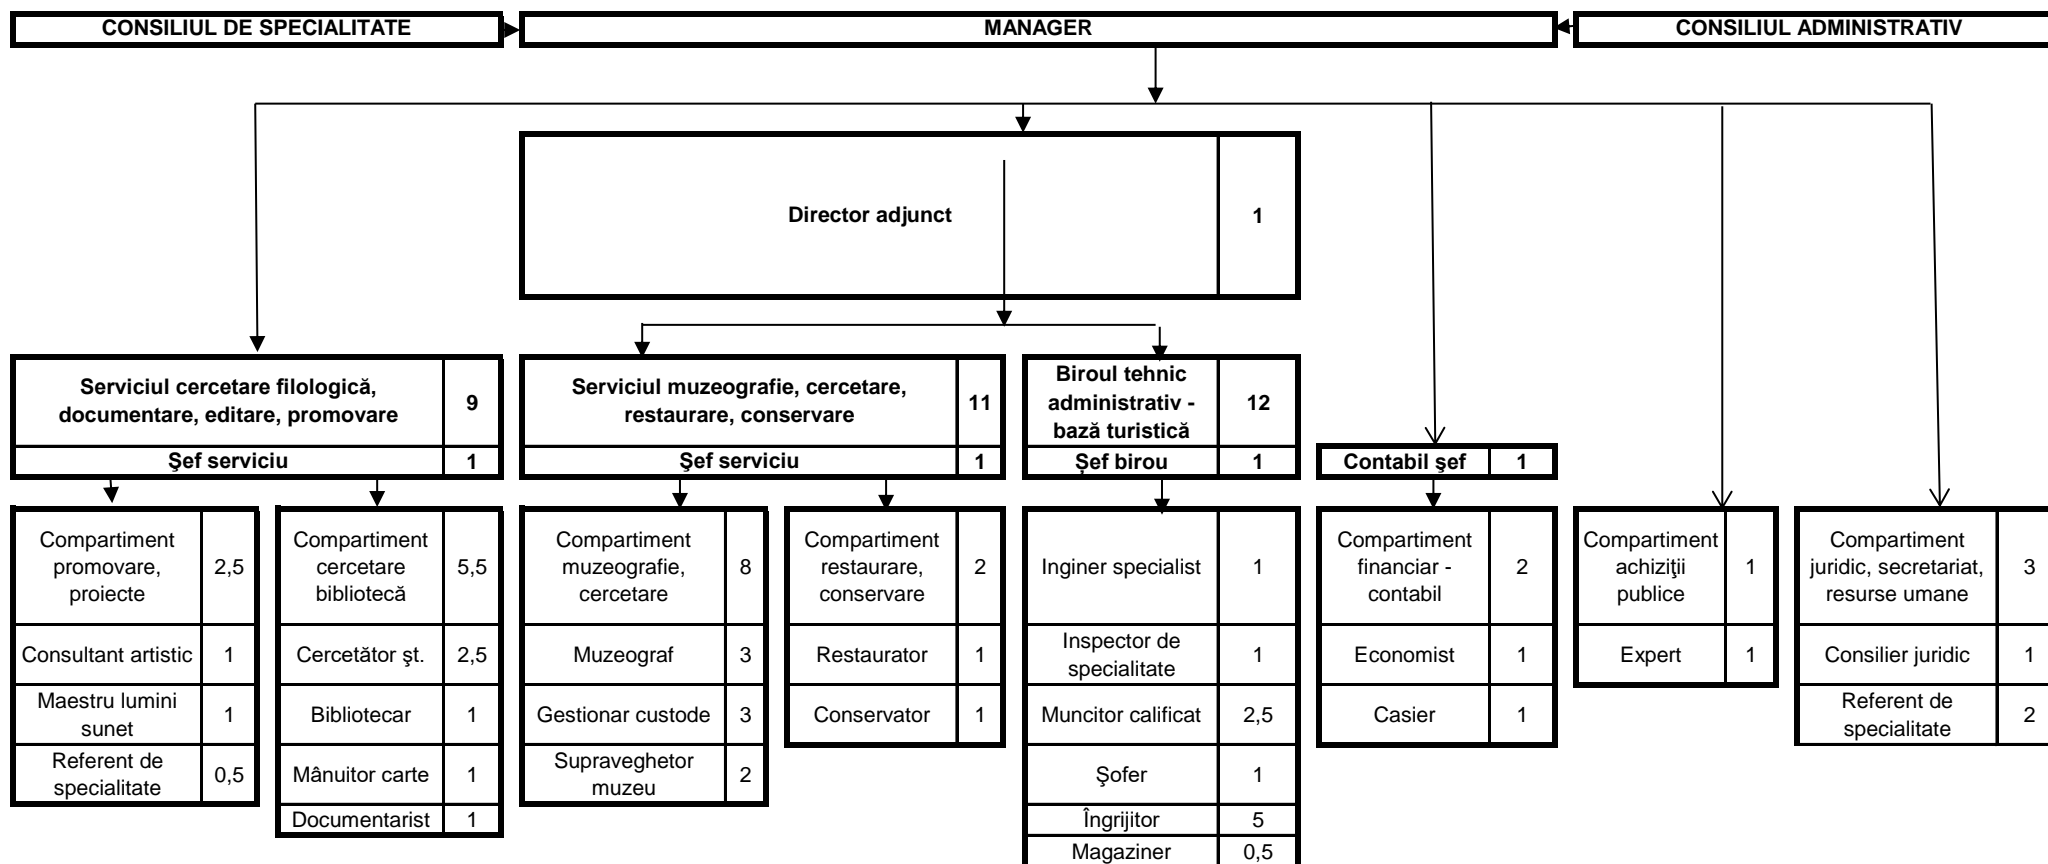 CONSILIUL DE SPECIALITATE
MANAGER
CONSILIUL ADMINISTRATIV
Director adjunct
1
Serviciul cercetare filologică,
documentare, editare, promovare
9
Şef serviciu
1
Serviciul muzeografie, cercetare,
restaurare, conservare
11
Şef serviciu
1
Biroul tehnic
administrativ -
bază turistică
12
Șef birou
1
Contabil şef
1
Compartiment
promovare,
proiecte
2,5
Consultant artistic
1
Maestru lumini
sunet
1
Referent de
specialitate
0,5
Compartiment
cercetare
bibliotecă
5,5
Cercetător şt.
2,5
Bibliotecar
1
Mânuitor carte
1
Documentarist
1
Compartiment
muzeografie,
cercetare
8
Muzeograf
3
Gestionar custode
3
Supraveghetor
muzeu
2
Compartiment
restaurare,
conservare
2
Restaurator
1
Conservator
1
Inginer specialist
1
Inspector de
specialitate
1
Muncitor calificat
2,5
Şofer
1
Îngrijitor
5
Magaziner
0,5
Compartiment
financiar -
contabil
2
Economist
1
Casier
1
Compartiment
achiziţii
publice
1
Expert
1
Compartiment
juridic, secretariat,
resurse umane
3
Consilier juridic
1
Referent de
specialitate
2